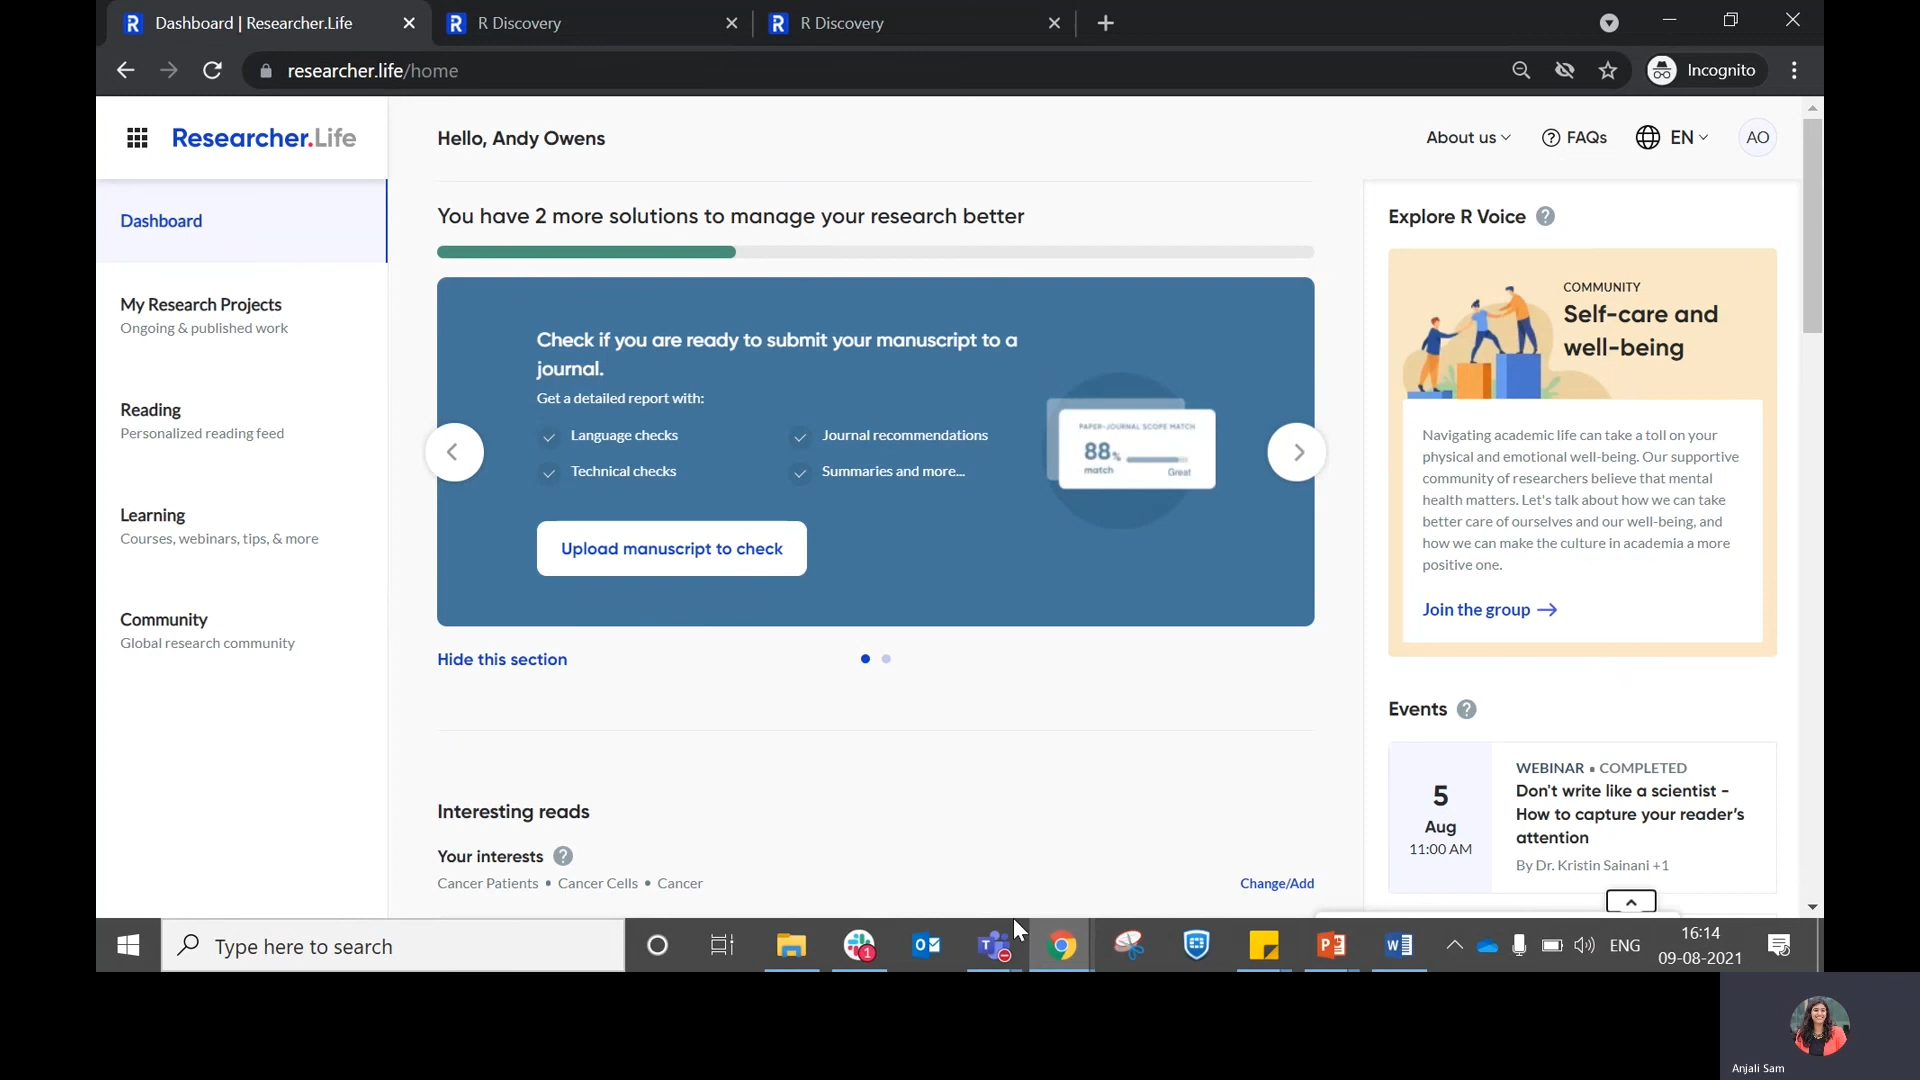 Dashboard | Researcher.Life
R Discovery
R Discovery
researcher.life/home
Incognito
Researcher.Life
Hello, Andy Owens
About us
FAQs
EN
AO
Dashboard
My Research Projects
Ongoing & published work
Reading
Personalized reading feed
Learning
Courses, webinars, tips, & more
Community
Global research community
You have 2 more solutions to manage your research better
Check if you are ready to submit your manuscript to a
journal.
Get a detailed report with:
Language checks
Journal recommendations
Technical checks
Summaries and more...
PAPER-JOURNAL SCOPE MATCH
88%
match
Great
Upload manuscript to check
Hide this section
Interesting reads
Your interests
Cancer Patients • Cancer Cells • Cancer
Change/Add
Explore R Voice
COMMUNITY
Self-care and
well-being
Navigating academic life can take a toll on your
physical and emotional well-being. Our supportive
community of researchers believe that mental
health matters. Let's talk about how we can take
better care of ourselves and our well-being, and
how we can make the culture in academia a more
positive one.
Join the group
Events
5
Aug
11:00 AM
WEBINAR • COMPLETED
Don't write like a scientist -
How to capture your reader’s
attention
By Dr. Kristin Sainani +1
Type here to search
1
ENG
16:14
09-08-2021
Anjali Sam